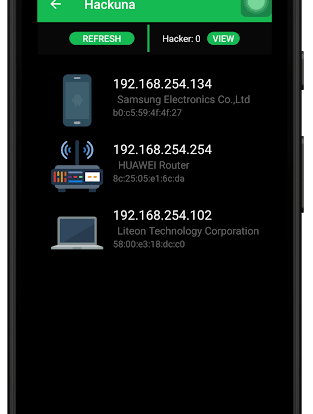 Hackuna
REFRESH Hacker: 0 VIEW
192.168.254.134
Samsung Electronics Co.,Ltd
b0:c5:59:4f:4f:27
192.168.254.254
HUAWEI Router
8c:25:05:e1:6c:da
192.168.254.102
Liteon Technology Corporation
58:00:e3:18:dc:c0